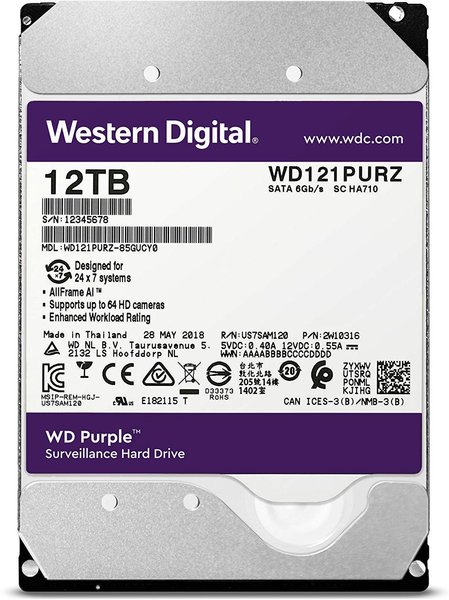 Western Digital®
www.wdc.com
12TB
WD121PURZ
SATA 6Gb/s SC HA710
S/N: 12345678
MDL: WD121PURZ-85GUCY0
24 x7
Designed for
24 x 7 systems
• AllFrame AI™
• Supports up to 64 HD cameras
• Enhanced Workload Rating
Made in Thailand 28 MAY 2018 R/N: US7SAM120 P/N: 2W10316
WD NL B.V. Taurusavenue 5. 5VDC: 0.40A 12VDC: 0.55A
2132 LS Hoofddorp NL WWN: AAAABBBBCCCCDDDD
MSIP-REM-HGJ-
US7SAM120
E182115 T
D33373
RoHS
台北市
敦化北路
205號14樓
1402室
20
ZYXWV
UTSRQ
PONML
KJIHG
CAN ICES-3(B)/NMB-3(B)
WD Purple™
Surveillance Hard Drive